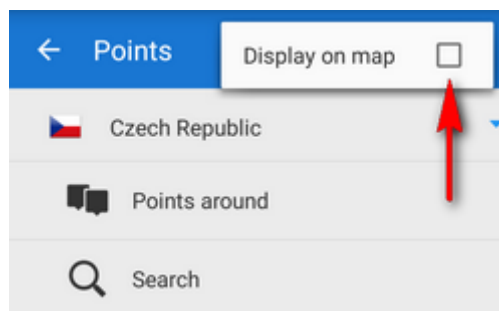 Points
Display on map
Czech Republic
Points around
Search